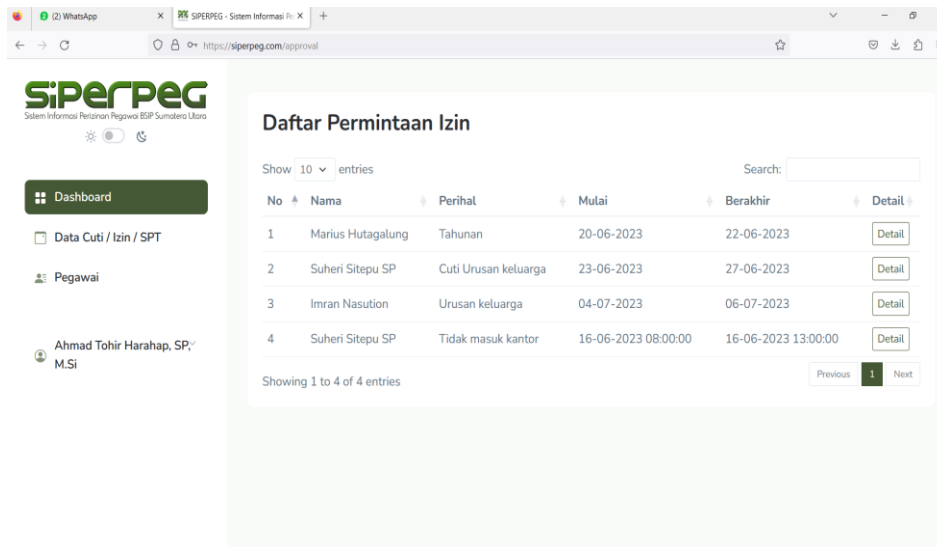 (2) WhatsApp
SIPERPEG - Sistem Informasi Pe
https://siperpeg.com/approval
SiPerPeG
Sistem Informasi Perizinan Pegawai BSIP Sumatera Utara
Dashboard
Data Cuti / Izin / SPT
Pegawai
Ahmad Tohir Harahap, SP,
M.Si
Daftar Permintaan Izin
Show 10 entries Search:
No Nama Perihal Mulai Berakhir Detail
1 Marius Hutagalung Tahunan 20-06-2023 22-06-2023 Detail
2 Suheri Sitepu SP Cuti Urusan keluarga 23-06-2023 27-06-2023 Detail
3 Imran Nasution Urusan keluarga 04-07-2023 06-07-2023 Detail
4 Suheri Sitepu SP Tidak masuk kantor 16-06-2023 08:00:00 16-06-2023 13:00:00 Detail
Showing 1 to 4 of 4 entries Previous 1 Next